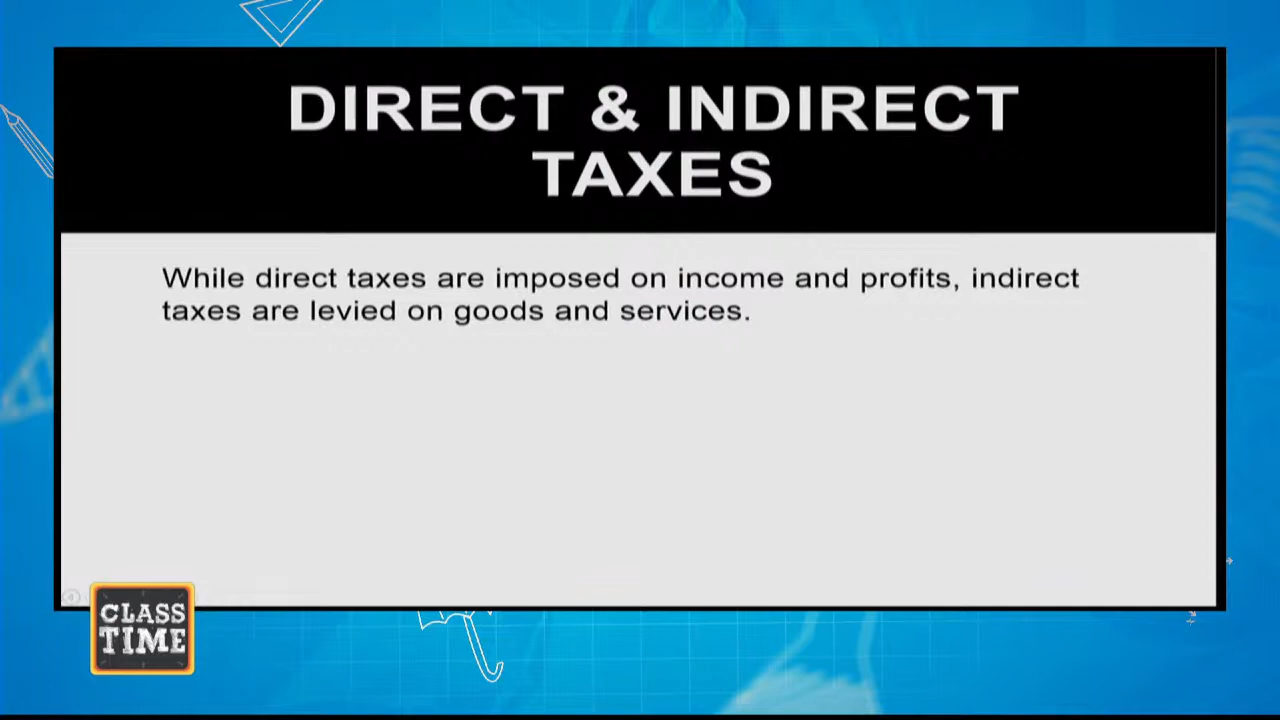 DIRECT & INDIRECT
TAXES
While direct taxes are imposed on income and profits, indirect
taxes are levied on goods and services.
CLASS
TIME